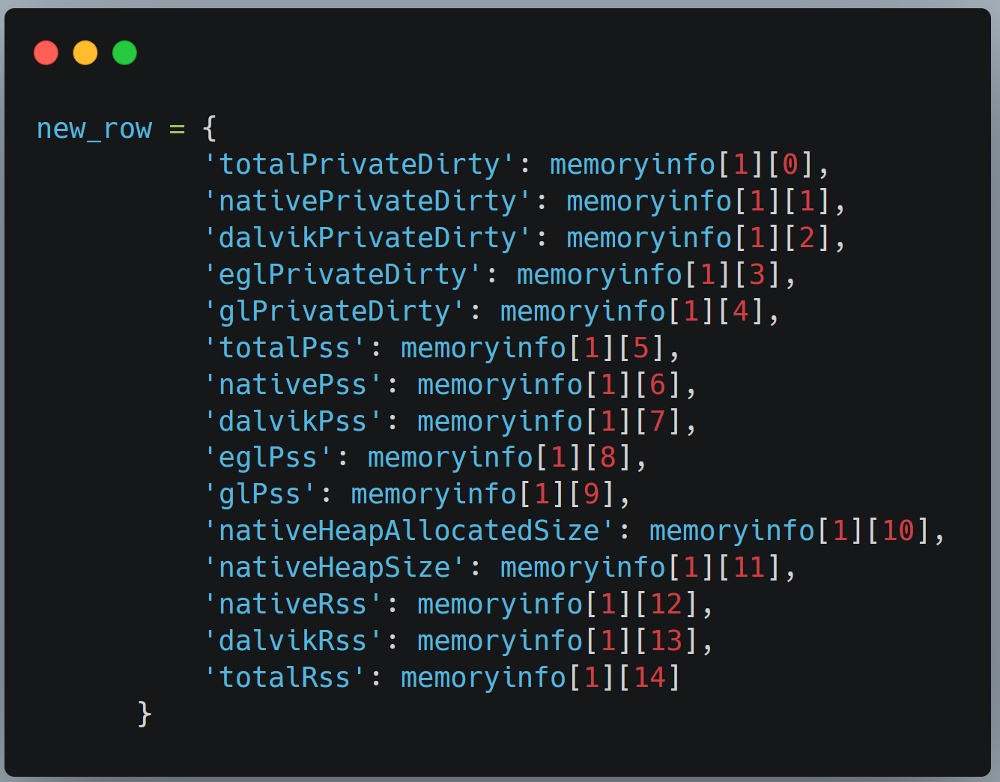 new_row = {
'totalPrivateDirty': memoryinfo[1][0],
'nativePrivateDirty': memoryinfo[1][1],
'dalvikPrivateDirty': memoryinfo[1][2],
'eglPrivateDirty': memoryinfo[1][3],
'glPrivateDirty': memoryinfo[1][4],
'totalPss': memoryinfo[1][5],
'nativePss': memoryinfo[1][6],
'dalvikPss': memoryinfo[1][7],
'eglPss': memoryinfo[1][8],
'glPss': memoryinfo[1][9],
'nativeHeapAllocatedSize': memoryinfo[1][10],
'nativeHeapSize': memoryinfo[1][11],
'nativeRss': memoryinfo[1][12],
'dalvikRss': memoryinfo[1][13],
'totalRss': memoryinfo[1][14]
}